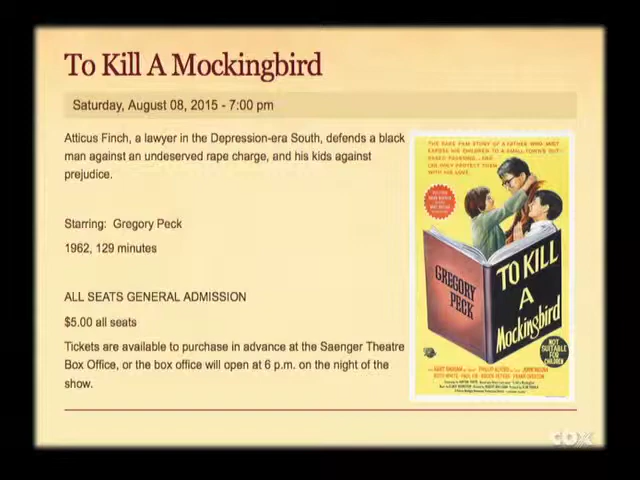 To Kill A Mockingbird
Saturday, August 08, 2015 - 7:00 pm
Atticus Finch, a lawyer in the Depression-era South, defends a black
man against an undeserved rape charge, and his kids against
prejudice.
Starring: Gregory Peck
1962, 129 minutes
ALL SEATS GENERAL ADMISSION
$5.00 all seats
Tickets are available to purchase in advance at the Saenger Theatre
Box Office, or the box office will open at 6 p.m. on the night of the
show.
GREGORY
PECK
TO KILL
A
Mockingbird
NOT
SUITABLE
FOR
CHILDREN
cox